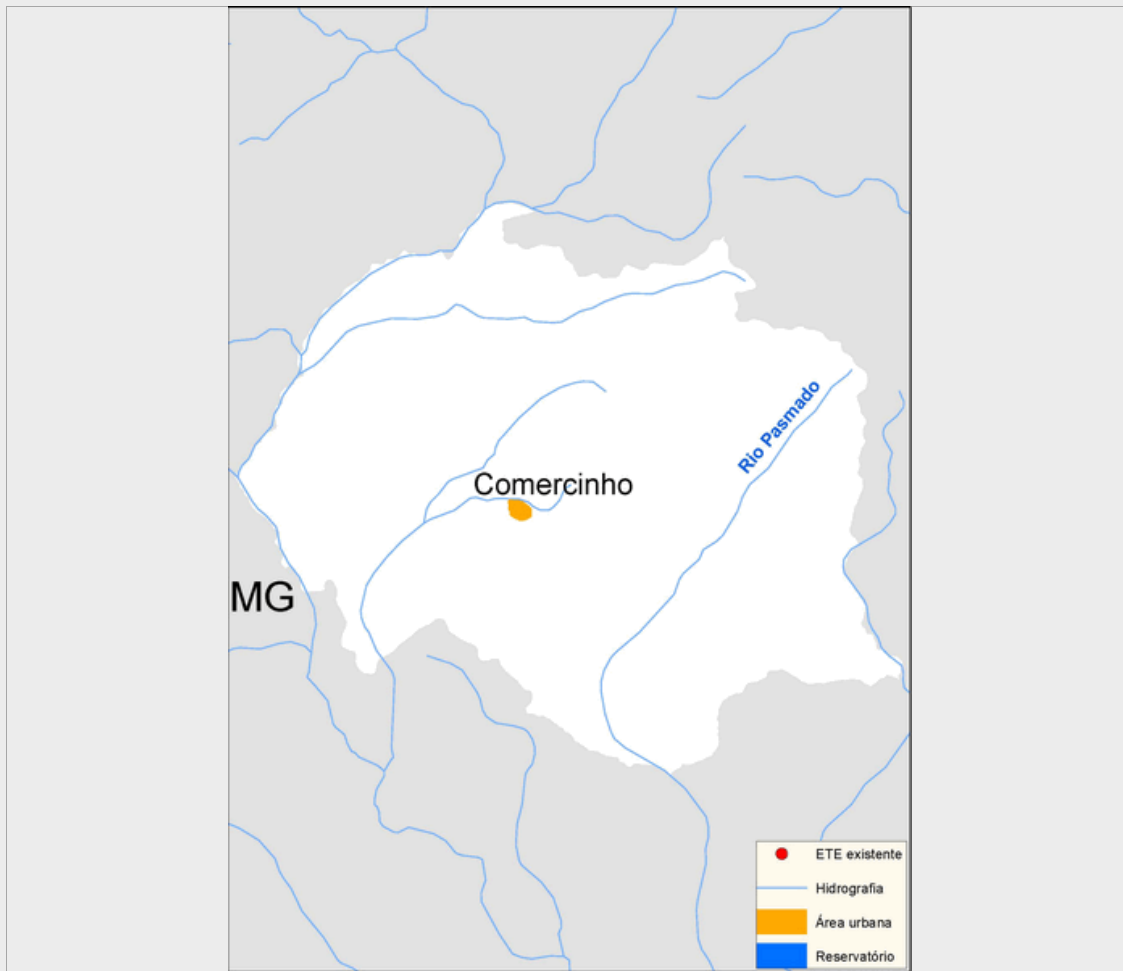 Rio Pasmado
Comercinho
MG
ETE existente
Hidrografia
Área urbana
Reservatório